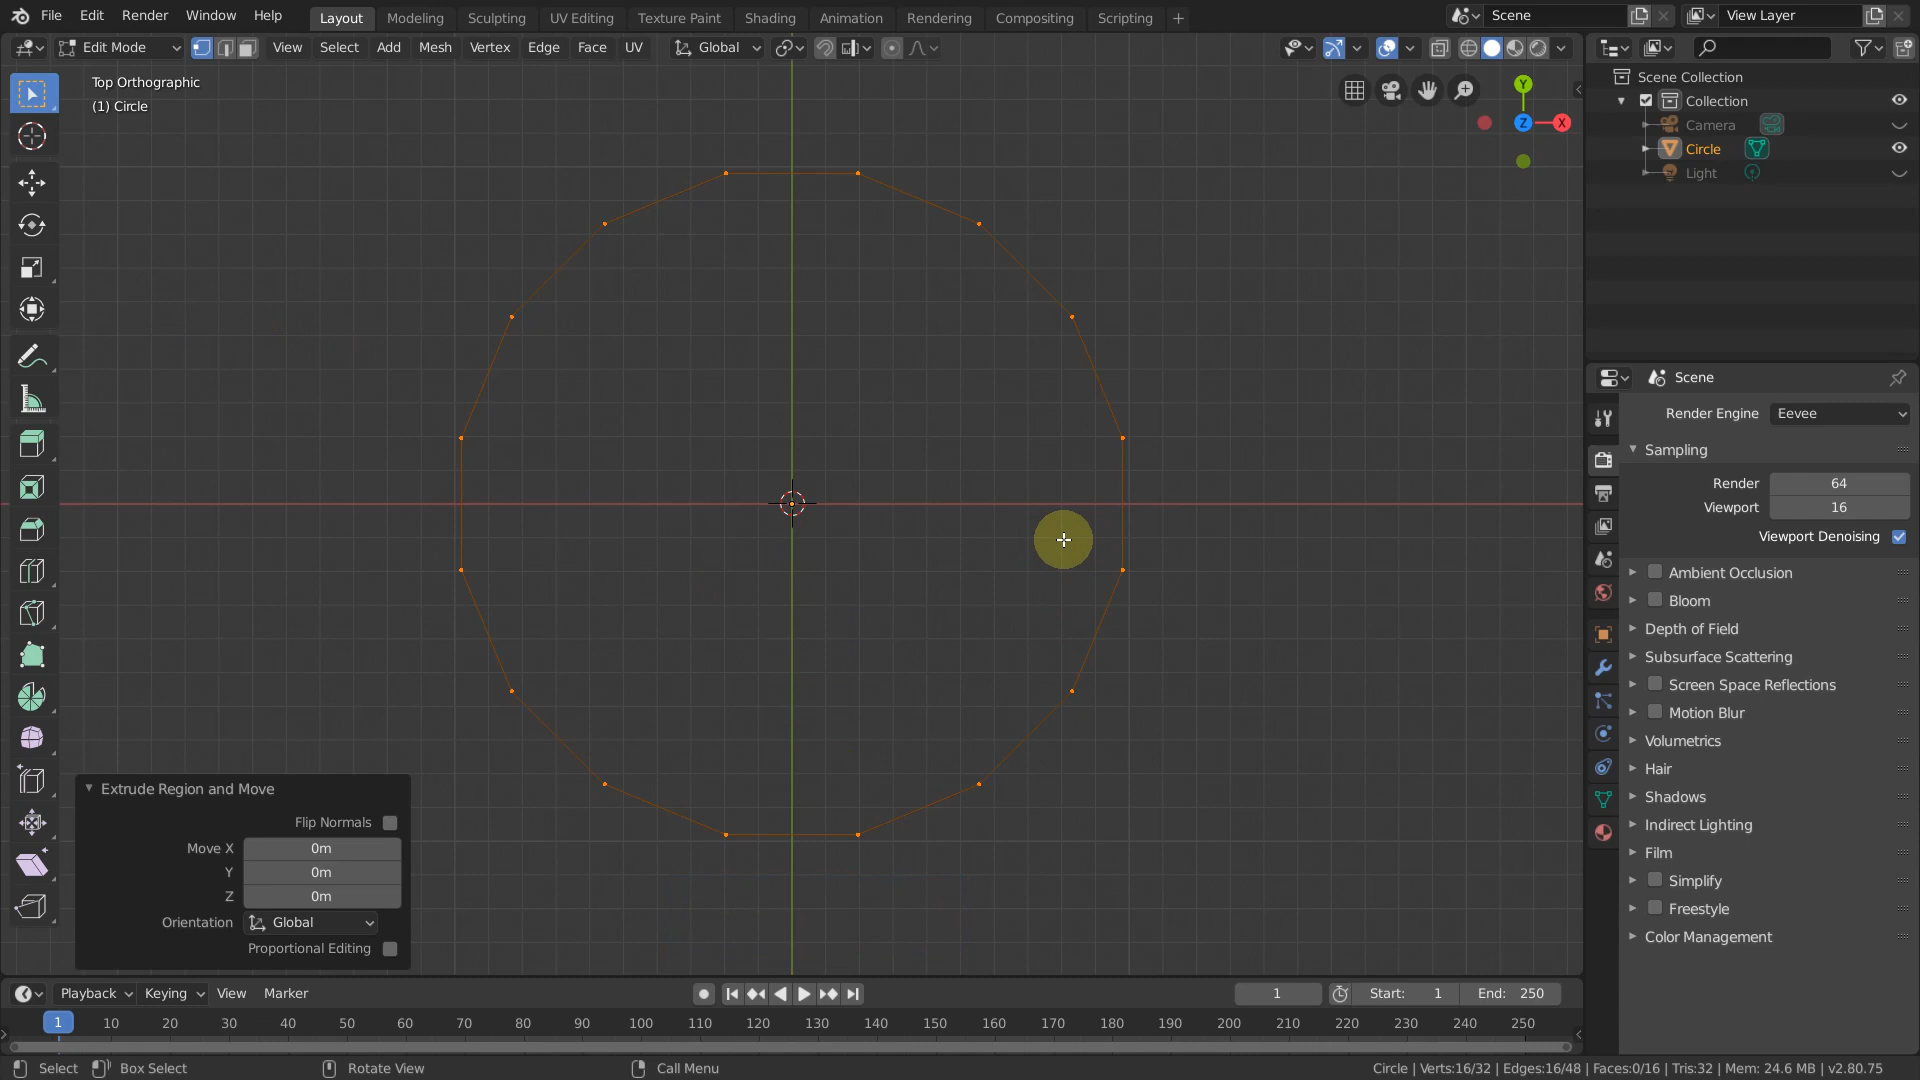 File Edit Render Window Help Layout Modeling Sculpting UV Editing Texture Paint Shading Animation Rendering Compositing Scripting + Scene View Layer
Edit Mode View Select Add Mesh Vertex Edge Face UV Global
Top Orthographic
(1) Circle
Y
Z X
Scene Collection
Collection
Camera
Circle
Light
Scene
Render Engine Eevee
Sampling
Render 64
Viewport 16
Viewport Denoising
Ambient Occlusion
Bloom
Depth of Field
Subsurface Scattering
Screen Space Reflections
Motion Blur
Volumetrics
Hair
Shadows
Indirect Lighting
Film
Simplify
Freestyle
Color Management
Extrude Region and Move
Flip Normals
Move X 0m
Y 0m
Z 0m
Orientation Global
Proportional Editing
Playback Keying View Marker 1 Start: 1 End: 250
1 10 20 30 40 50 60 70 80 90 100 110 120 130 140 150 160 170 180 190 200 210 220 230 240 250
Select Box Select Rotate View Call Menu Circle | Verts:16/32 | Edges:16/48 | Faces:0/16 | Tris:32 | Mem: 24.6 MB | v2.80.75